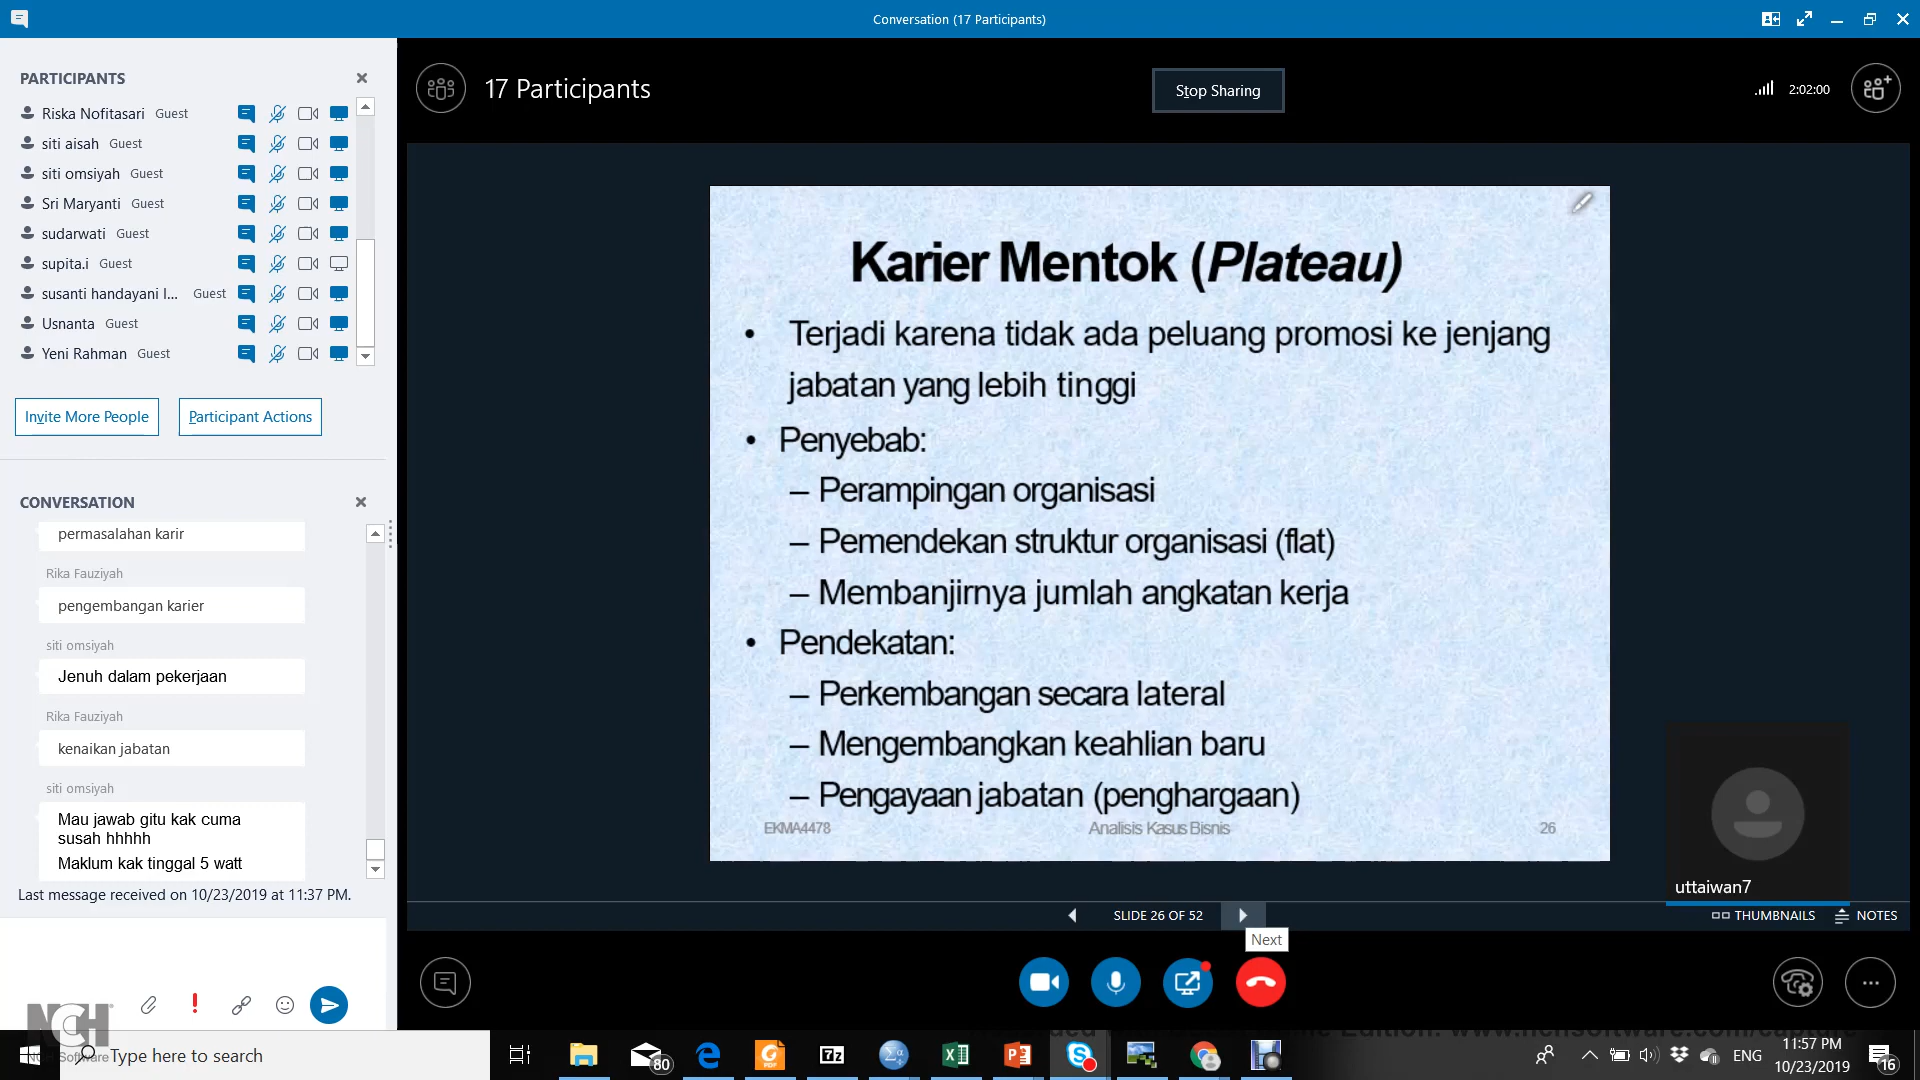 Conversation (17 Participants)
PARTICIPANTS
Riska Nofitasari Guest
siti aisah Guest
siti omsiyah Guest
Sri Maryanti Guest
sudarwati Guest
supita.i Guest
susanti handayani l... Guest
Usnanta Guest
Yeni Rahman Guest
Invite More People
Participant Actions
CONVERSATION
permasalahan karir
Rika Fauziyah
pengembangan karier
siti omsiyah
Jenuh dalam pekerjaan
Rika Fauziyah
kenaikan jabatan
siti omsiyah
Mau jawab gitu kak cuma
susah hhhhh
Maklum kak tinggal 5 watt
Last message received on 10/23/2019 at 11:37 PM.
17 Participants
Stop Sharing
2:02:00
Karier Mentok (Plateau)
• Terjadi karena tidak ada peluang promosi ke jenjang
jabatan yang lebih tinggi
• Penyebab:
– Perampingan organisasi
– Pemendekan struktur organisasi (flat)
– Membanjirnya jumlah angkatan kerja
• Pendekatan:
– Perkembangan secara lateral
– Mengembangkan keahlian baru
– Pengayaan jabatan (penghargaan)
EKMA4478
Analisis Kasus Bisnis
26
uttaiwan7
SLIDE 26 OF 52
THUMBNAILS
NOTES
Next
NCH
Software
Type here to search
80
PDF
7z
ENG
11:57 PM
10/23/2019
16